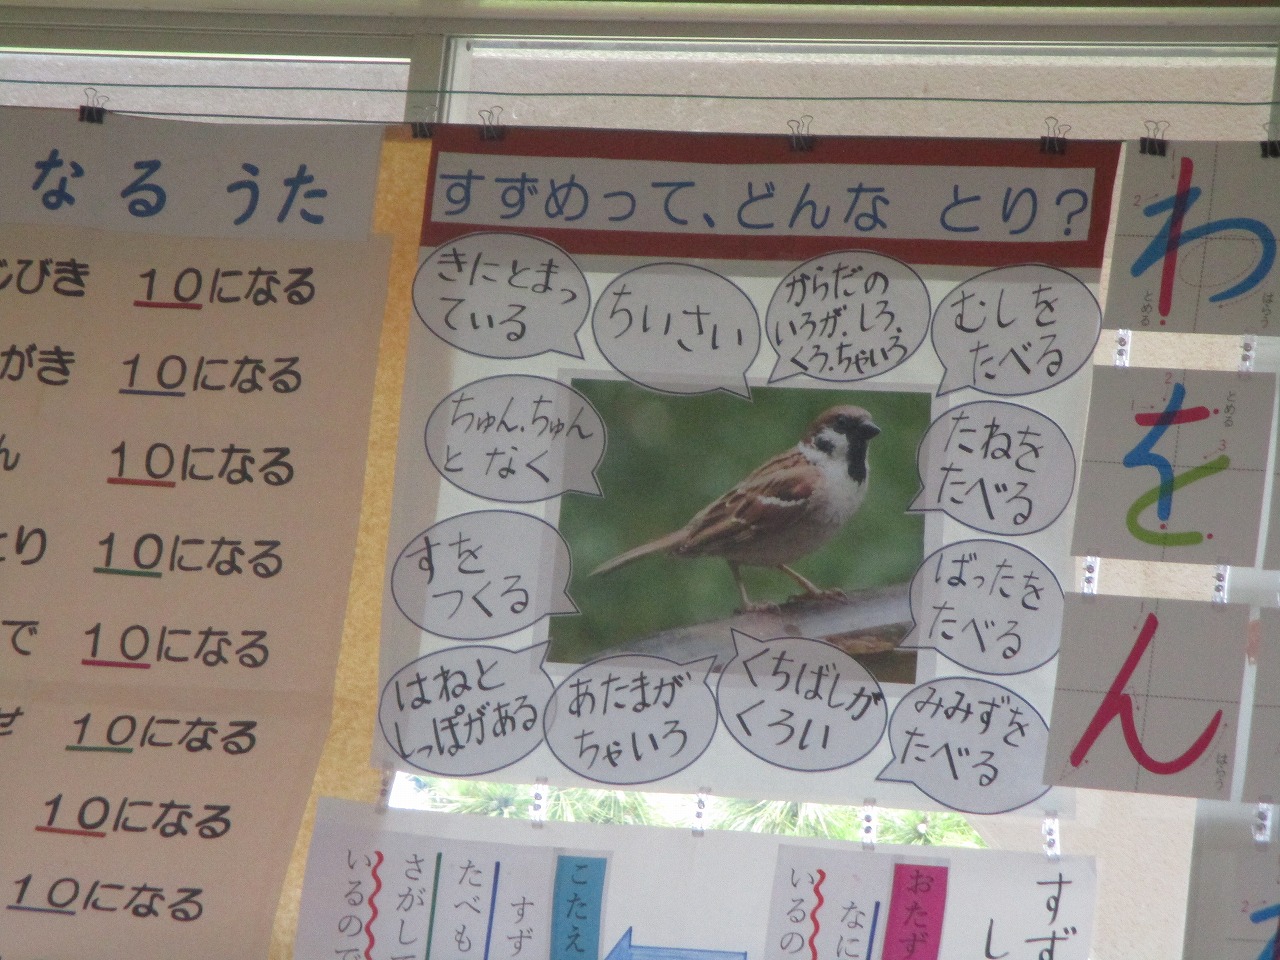 なるうた
10になる
がき 10になる
10になる
10になる
で 10になる
10になる
10になる
10になる
すずめって、どんな とり?
きにとまっ
ている
ちいさい
からだの
いろが、しろ、
くろ、ちゃいろ
むしを
たべる
ちゅん、ちゅん
と なく
たねを
たべる
すを
つくる
ばったを
たべる
はねと
しっぽがある
あたまが
ちゃいろ
くちばしが
くろい
みみずを
たべる
わ
とめる
はらう
を
とめる
ん
はらう
すず
し
おたず
なに
いるの
こたえ
すず
たべも
さがして
いるので